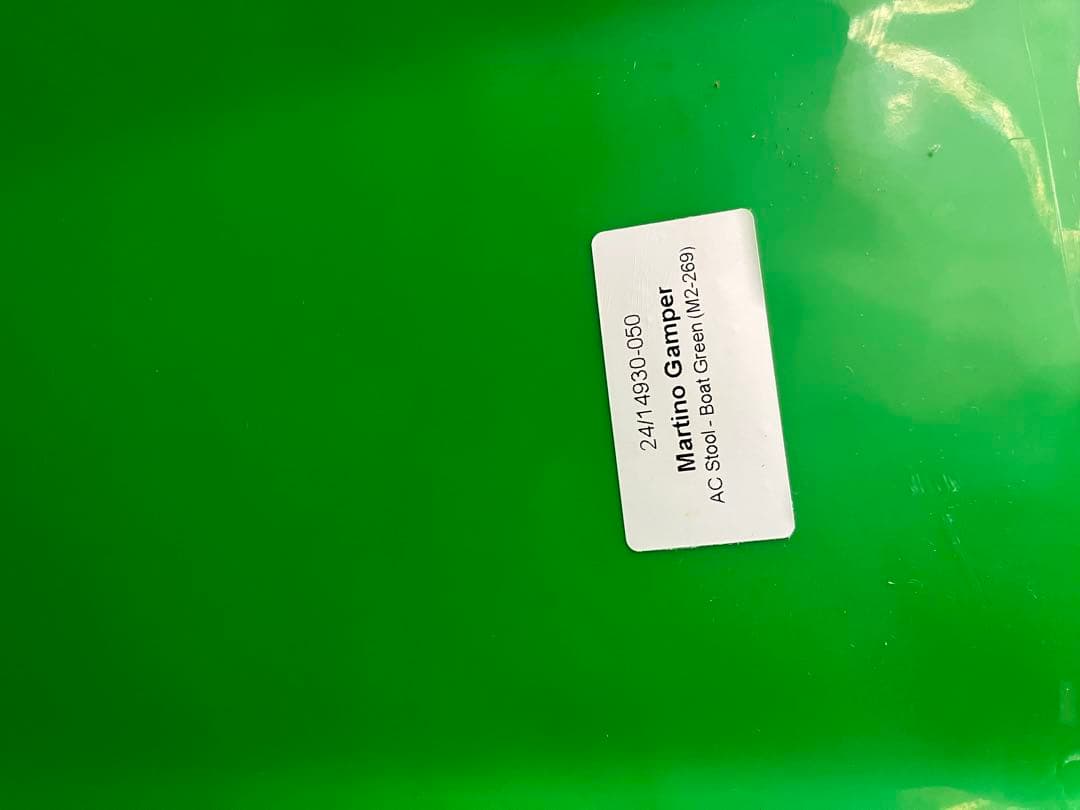 24/14930-050
Martino Gamper
AC Stool - Boat Green (M2-269)